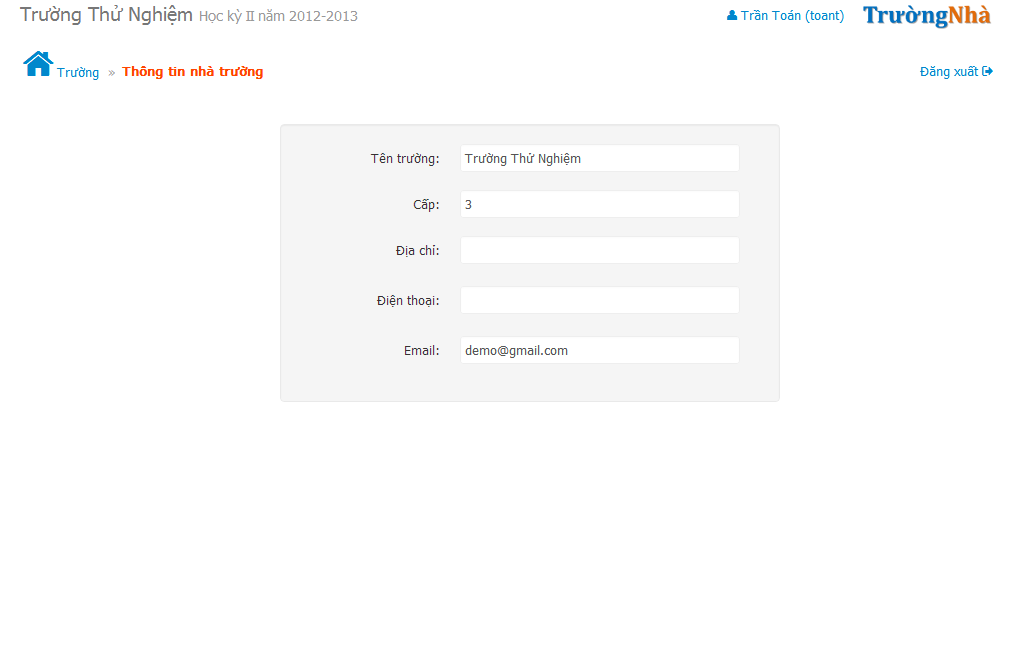 Trường Thử Nghiệm Học kỳ II năm 2012-2013
Trần Toán (toant)
TrườngNhà
Trường » Thông tin nhà trường
Đăng xuất
Tên trường: Trường Thử Nghiệm
Cấp: 3
Địa chỉ:
Điện thoại:
Email: demo@gmail.com